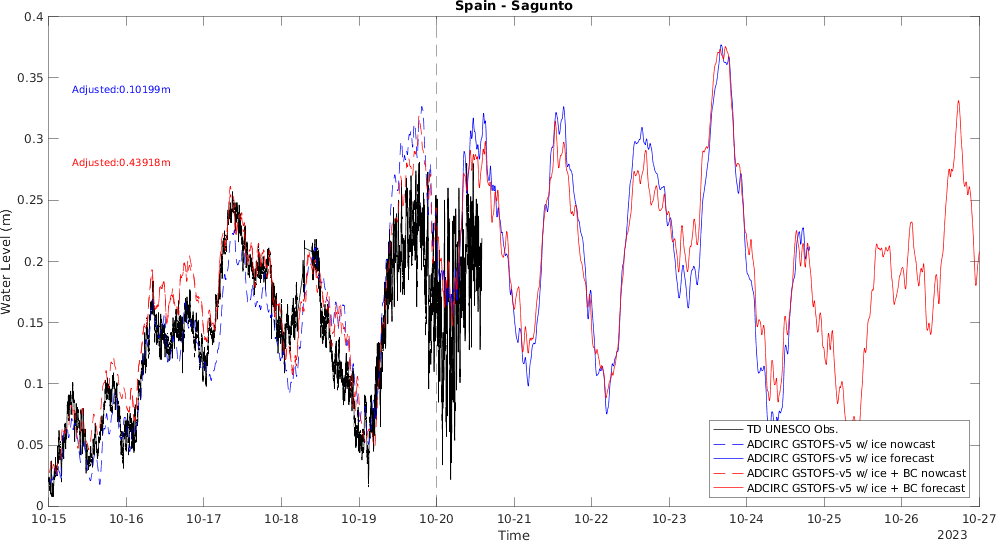 Spain - Sagunto
0.4
0.35
0.3
0.25
0.2
0.15
0.1
0.05
0
Water Level (m)
Adjusted:0.10199m
Adjusted:0.43918m
TD UNESCO Obs.
ADCIRC GSTOFS-v5 w/ ice nowcast
ADCIRC GSTOFS-v5 w/ ice forecast
ADCIRC GSTOFS-v5 w/ ice + BC nowcast
ADCIRC GSTOFS-v5 w/ ice + BC forecast
10-15 10-16 10-17 10-18 10-19 10-20 10-21 10-22 10-23 10-24 10-25 10-26 10-27
Time
2023